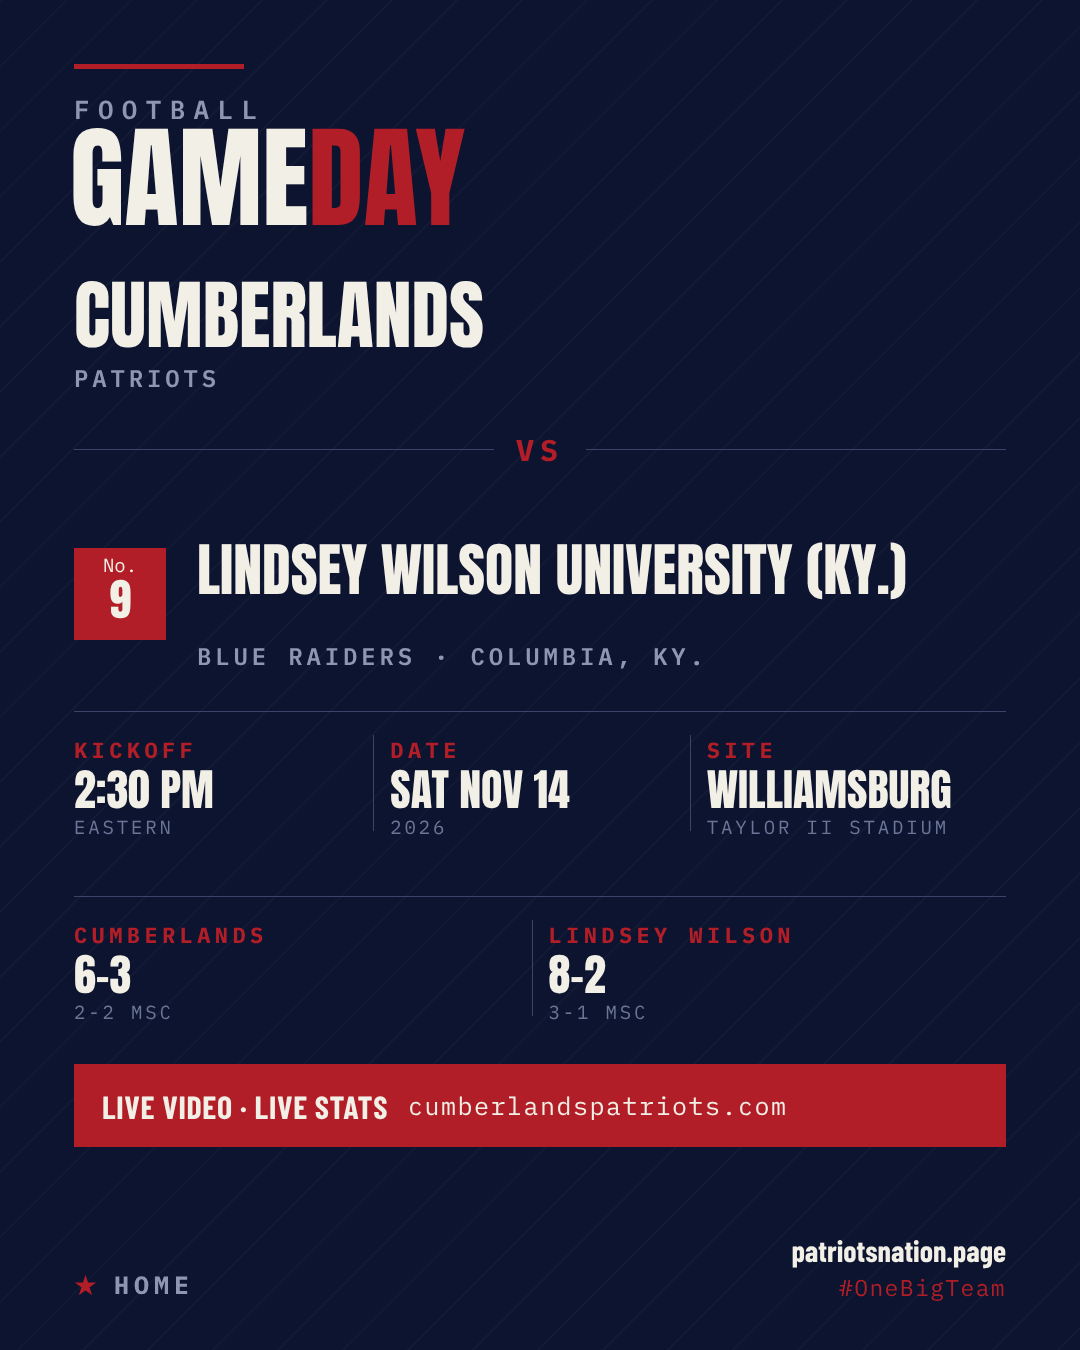 FOOTBALL
GAMEDAY
CUMBERLANDS
PATRIOTS
VS
No.
9
LINDSEY WILSON UNIVERSITY (KY.)
BLUE RAIDERS · COLUMBIA, KY.
KICKOFF
2:30 PM
EASTERN
DATE
SAT NOV 14
2026
SITE
WILLIAMSBURG
TAYLOR II STADIUM
CUMBERLANDS
6-3
2-2 MSC
LINDSEY WILSON
8-2
3-1 MSC
LIVE VIDEO · LIVE STATS cumberlandspatriots.com
★ HOME
patriotsnation.page
#OneBigTeam